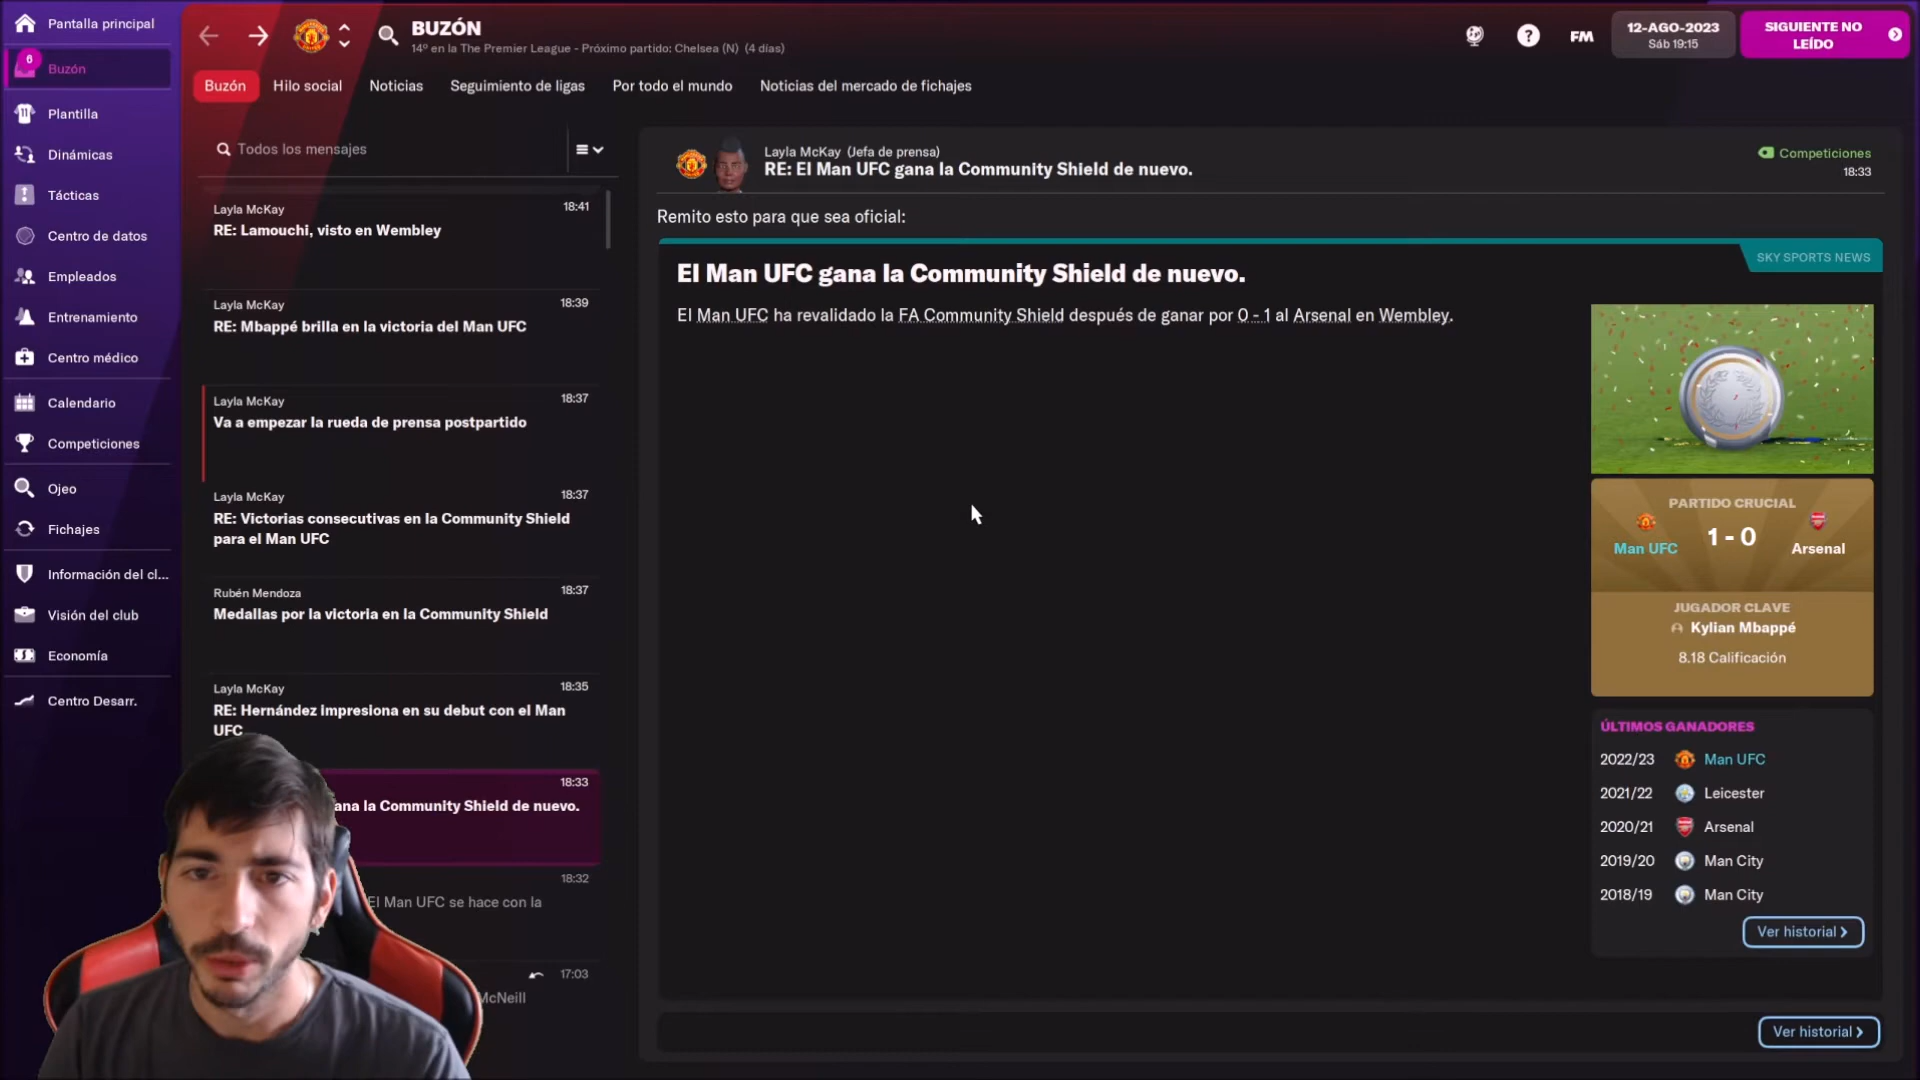 Pantalla principal
6
Buzón
Plantilla
Dinámicas
Tácticas
Centro de datos
Empleados
Entrenamiento
Centro médico
Calendario
Competiciones
Ojeo
Fichajes
Información del cl...
Visión del club
Economía
Centro Desarr.
BUZÓN
14º en la The Premier League - Próximo partido: Chelsea (N) (4 días)
FM
12-AGO-2023
Sáb 19:15
SIGUIENTE NO
LEÍDO
Buzón
Hilo social
Noticias
Seguimiento de ligas
Por todo el mundo
Noticias del mercado de fichajes
Todos los mensajes
Layla McKay
18:41
RE: Lamouchi, visto en Wembley
Layla McKay
18:39
RE: Mbappé brilla en la victoria del Man UFC
Layla McKay
18:37
Va a empezar la rueda de prensa postpartido
Layla McKay
18:37
RE: Victorias consecutivas en la Community Shield
para el Man UFC
Rubén Mendoza
18:37
Medallas por la victoria en la Community Shield
Layla McKay
18:35
RE: Hernández impresiona en su debut con el Man
UFC
18:33
ana la Community Shield de nuevo.
18:32
El Man UFC se hace con la
17:03
McNeill
Layla McKay (Jefa de prensa)
RE: El Man UFC gana la Community Shield de nuevo.
Competiciones
18:33
Remito esto para que sea oficial:
SKY SPORTS NEWS
El Man UFC gana la Community Shield de nuevo.
El Man UFC ha revalidado la FA Community Shield después de ganar por 0 - 1 al Arsenal en Wembley.
PARTIDO CRUCIAL
1 - 0
Man UFC
Arsenal
JUGADOR CLAVE
Kylian Mbappé
8.18 Calificación
ÚLTIMOS GANADORES
2022/23 Man UFC
2021/22 Leicester
2020/21 Arsenal
2019/20 Man City
2018/19 Man City
Ver historial
Ver historial